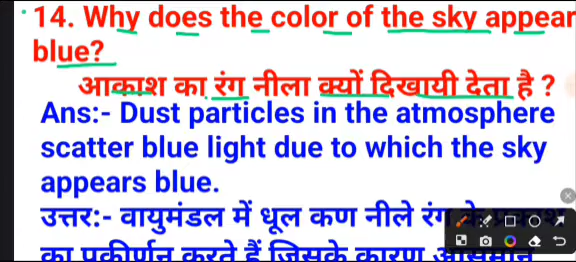 14. Why does the color of the sky appear
blue?
आकाश का रंग नीला क्यों दिखायी देता है ?
Ans:- Dust particles in the atmosphere
scatter blue light due to which the sky
appears blue.
उत्तर:- वायुमंडल में धूल कण नीले रंग के
का प्रकीर्णन करते हैं जिसके कारण